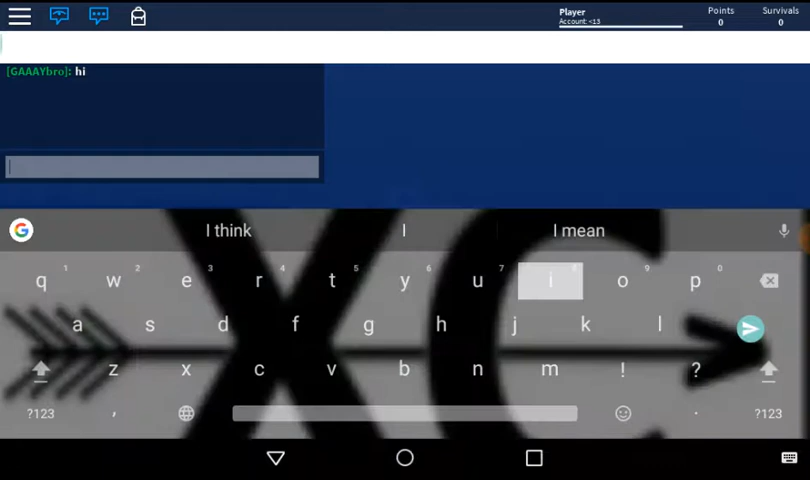 Player
Account: <13
Points
0
Survivals
0
[GAAAYbro]: hi
G
I think
I
I mean
q 1 w 2 e 3 r 4 t 5 y 6 u 7 i 8 o 9 p 0
a s d f g h j k l
z x c v b n m ! ?
?123 , . ?123
XC